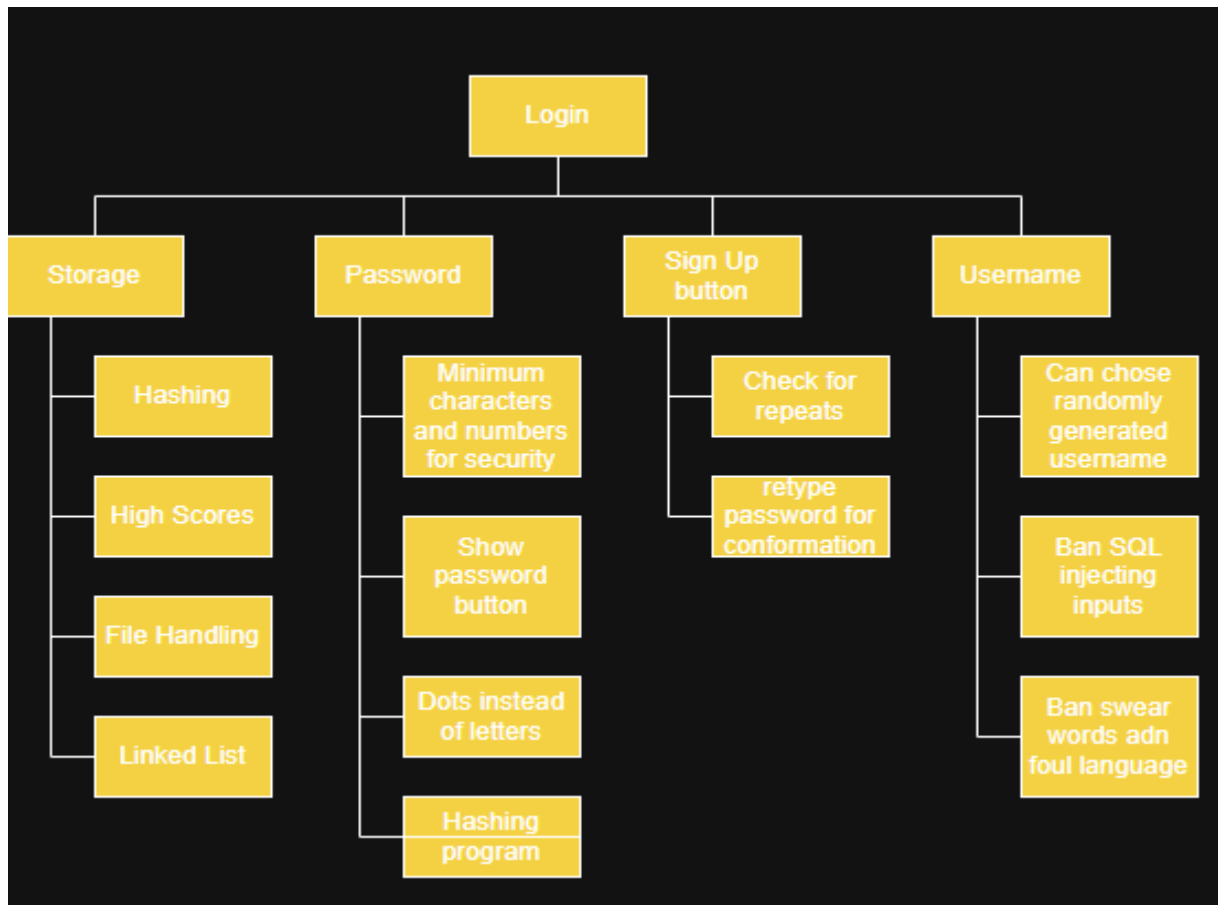 Login
Storage
Password
Sign Up
button
Username
Hashing
High Scores
File Handling
Linked List
Minimum
characters
and numbers
for security
Show
password
button
Dots instead
of letters
Hashing
program
Check for
repeats
retype
password for
conformation
Can chose
randomly
generated
username
Ban SQL
injecting
inputs
Ban swear
words adn
foul language